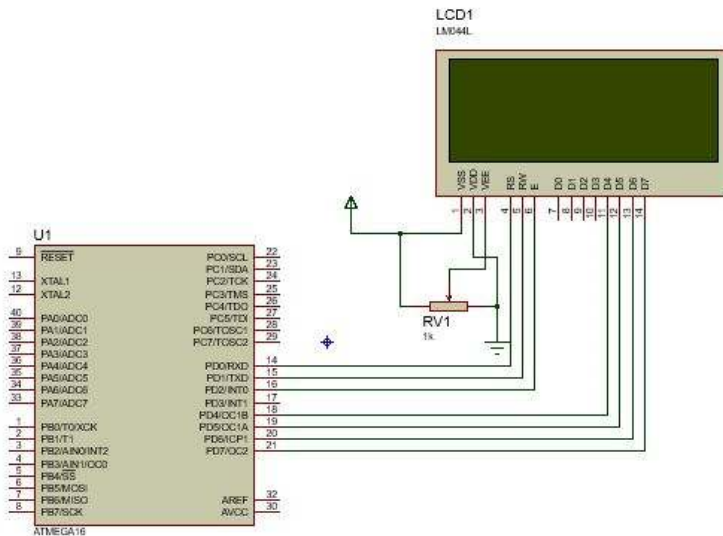 LCD1
LM044L
VSS VDD VEE RS RW E D0 D1 D2 D3 D4 D5 D6 D7
1 2 3 4 5 6 7 8 9 10 11 12 13 14
U1
9 RESET PC0/SCL 22
PC1/SDA 23
13 XTAL1 PC2/TCK 24
12 XTAL2 PC3/TMS 25
PC4/TDO 26
40 PA0/ADC0 PC5/TDI 27
39 PA1/ADC1 PC6/TOSC1 28
38 PA2/ADC2 PC7/TOSC2 29
37 PA3/ADC3
36 PA4/ADC4 PD0/RXD 14
35 PA5/ADC5 PD1/TXD 15
34 PA6/ADC6 PD2/INT0 16
33 PA7/ADC7 PD3/INT1 17
PD4/OC1B 18
1 PB0/T0/XCK PD5/OC1A 19
2 PB1/T1 PD6/ICP1 20
3 PB2/AIN0/INT2 PD7/OC2 21
4 PB3/AIN1/OC0
5 PB4/SS
6 PB5/MOSI
7 PB6/MISO AREF 32
8 PB7/SCK AVCC 30
ATMEGA16
RV1
1k